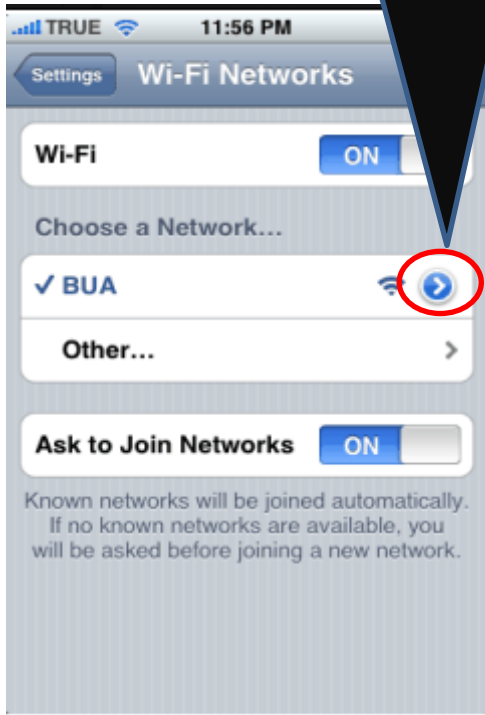 TRUE 11:56 PM
Settings Wi-Fi Networks
Wi-Fi ON
Choose a Network...
BUA
Other...
Ask to Join Networks ON
Known networks will be joined automatically.
If no known networks are available, you
will be asked before joining a new network.